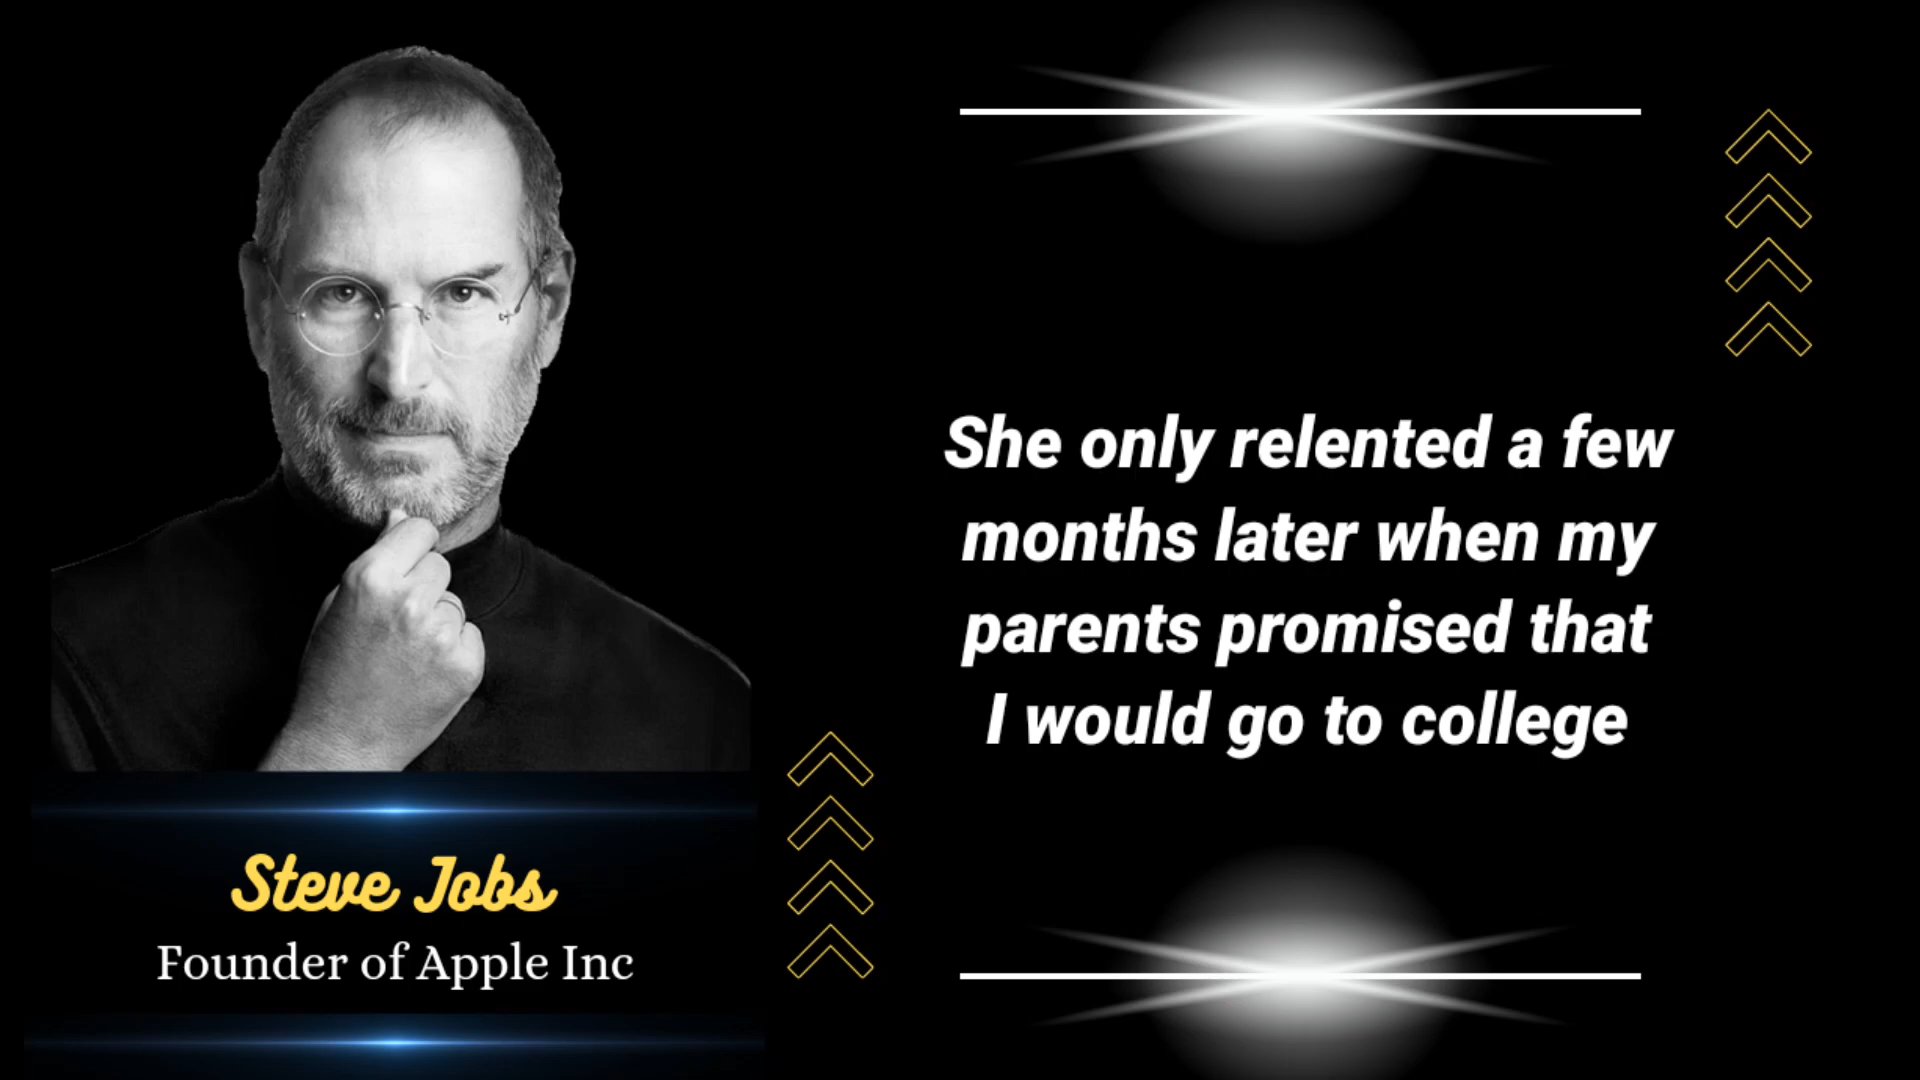 She only relented a few
months later when my
parents promised that
I would go to college
Steve Jobs
Founder of Apple Inc